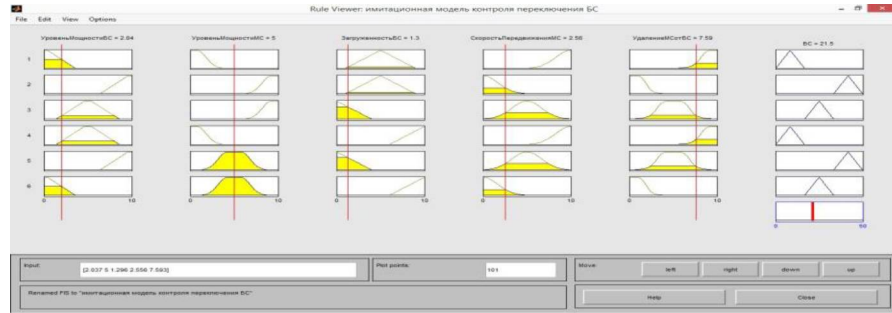 Rule Viewer: имитационная модель контроля переключения БС
File Edit View Options
УровеньМощностиБС = 2.04 УровеньМощностиМС = 5 ЗагруженностьБС = 1.3 СкоростьПередвиженияМС = 2.56 УдалениеМСотБС = 7.59 БС = 21.5
1
2
3
4
5
6
0 10 0 10 0 10 0 10 0 10
0 50
Input: [2.037 5 1.296 2.556 7.593] Plot points: 101 Move: left right down up
Renamed FIS to "имитационная модель контроля переключения БС" Help Close